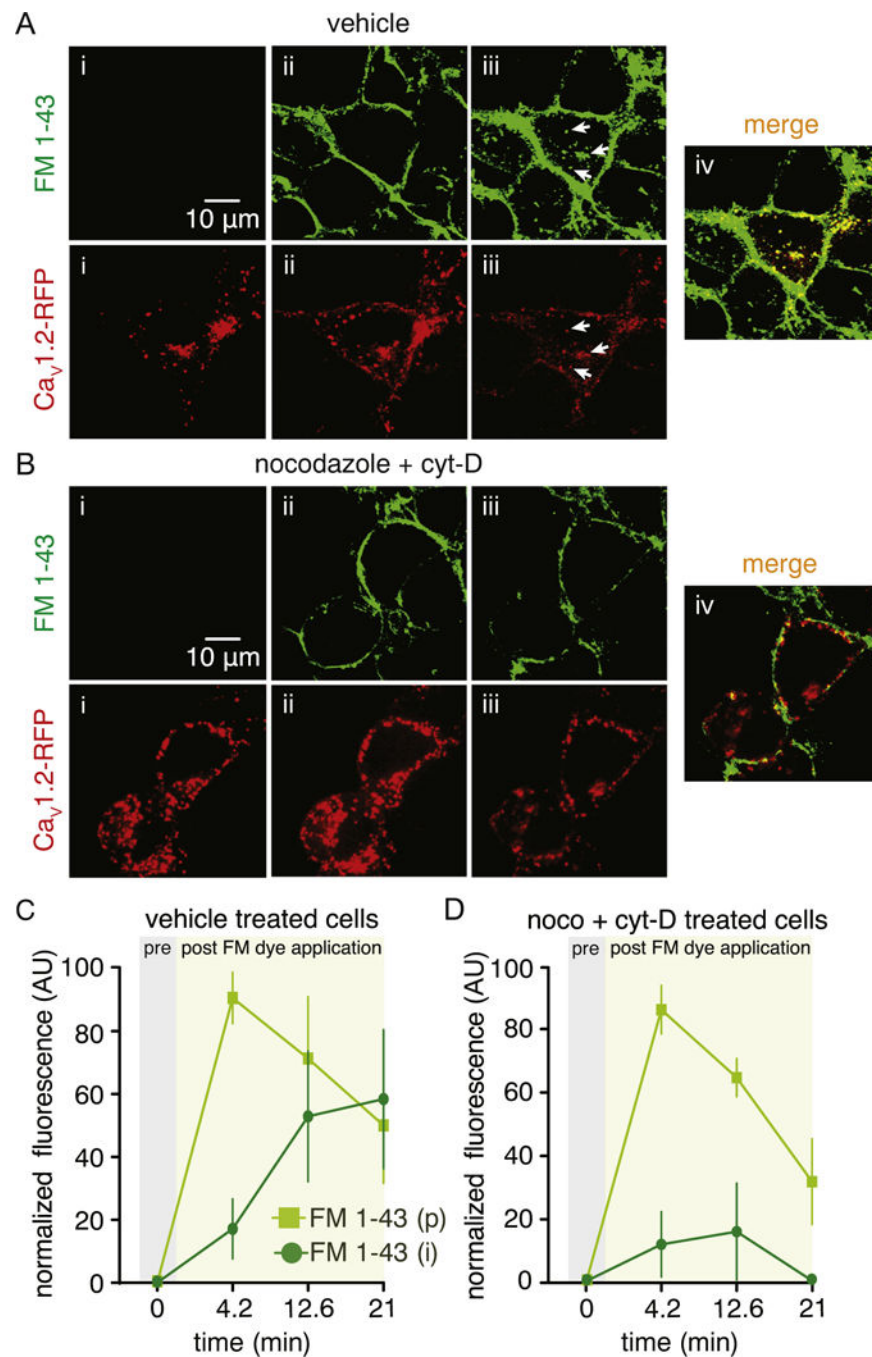 A
vehicle
FM 1-43
i
ii
iii
10 µm
merge
iv
CaV1.2-RFP
i
ii
iii
B
nocodazole + cyt-D
FM 1-43
i
ii
iii
10 µm
merge
iv
CaV1.2-RFP
i
ii
iii
C
vehicle treated cells
pre
post FM dye application
normalized fluorescence (AU)
100
80
60
40
20
0
FM 1-43 (p)
FM 1-43 (i)
0
4.2
12.6
21
time (min)
D
noco + cyt-D treated cells
pre
post FM dye application
normalized fluorescence (AU)
100
80
60
40
20
0
0
4.2
12.6
21
time (min)